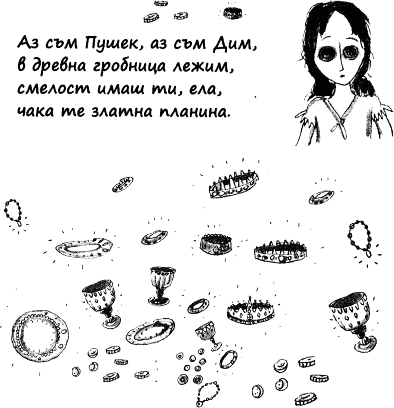 Аз съм Пушек, аз съм Дим,
в древна гробница лежим,
смелост имаш ти, ела,
чака те златна планина.